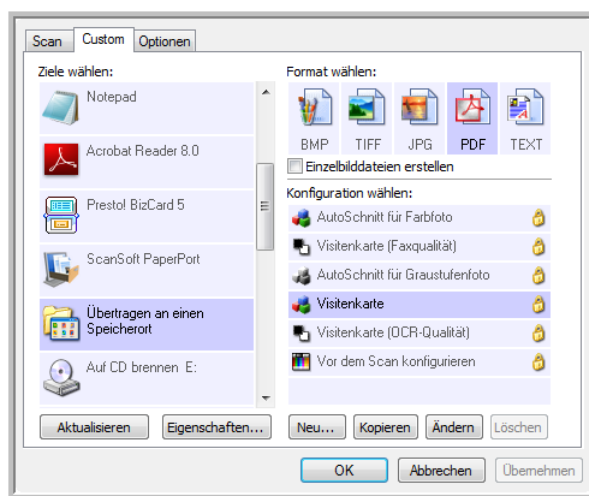 Scan Custom Optionen
Ziele wählen:
Notepad
Acrobat Reader 8.0
Presto! BizCard 5
ScanSoft PaperPort
Übertragen an einen
Speicherort
Auf CD brennen E:
Aktualisieren Eigenschaften...
Format wählen:
BMP TIFF JPG PDF TEXT
Einzelbilddateien erstellen
Konfiguration wählen:
AutoSchnitt für Farbfoto
Visitenkarte (Faxqualität)
AutoSchnitt für Graustufenfoto
Visitenkarte
Visitenkarte (OCR-Qualität)
Vor dem Scan konfigurieren
Neu... Kopieren Ändern Löschen
OK Abbrechen Übernehmen